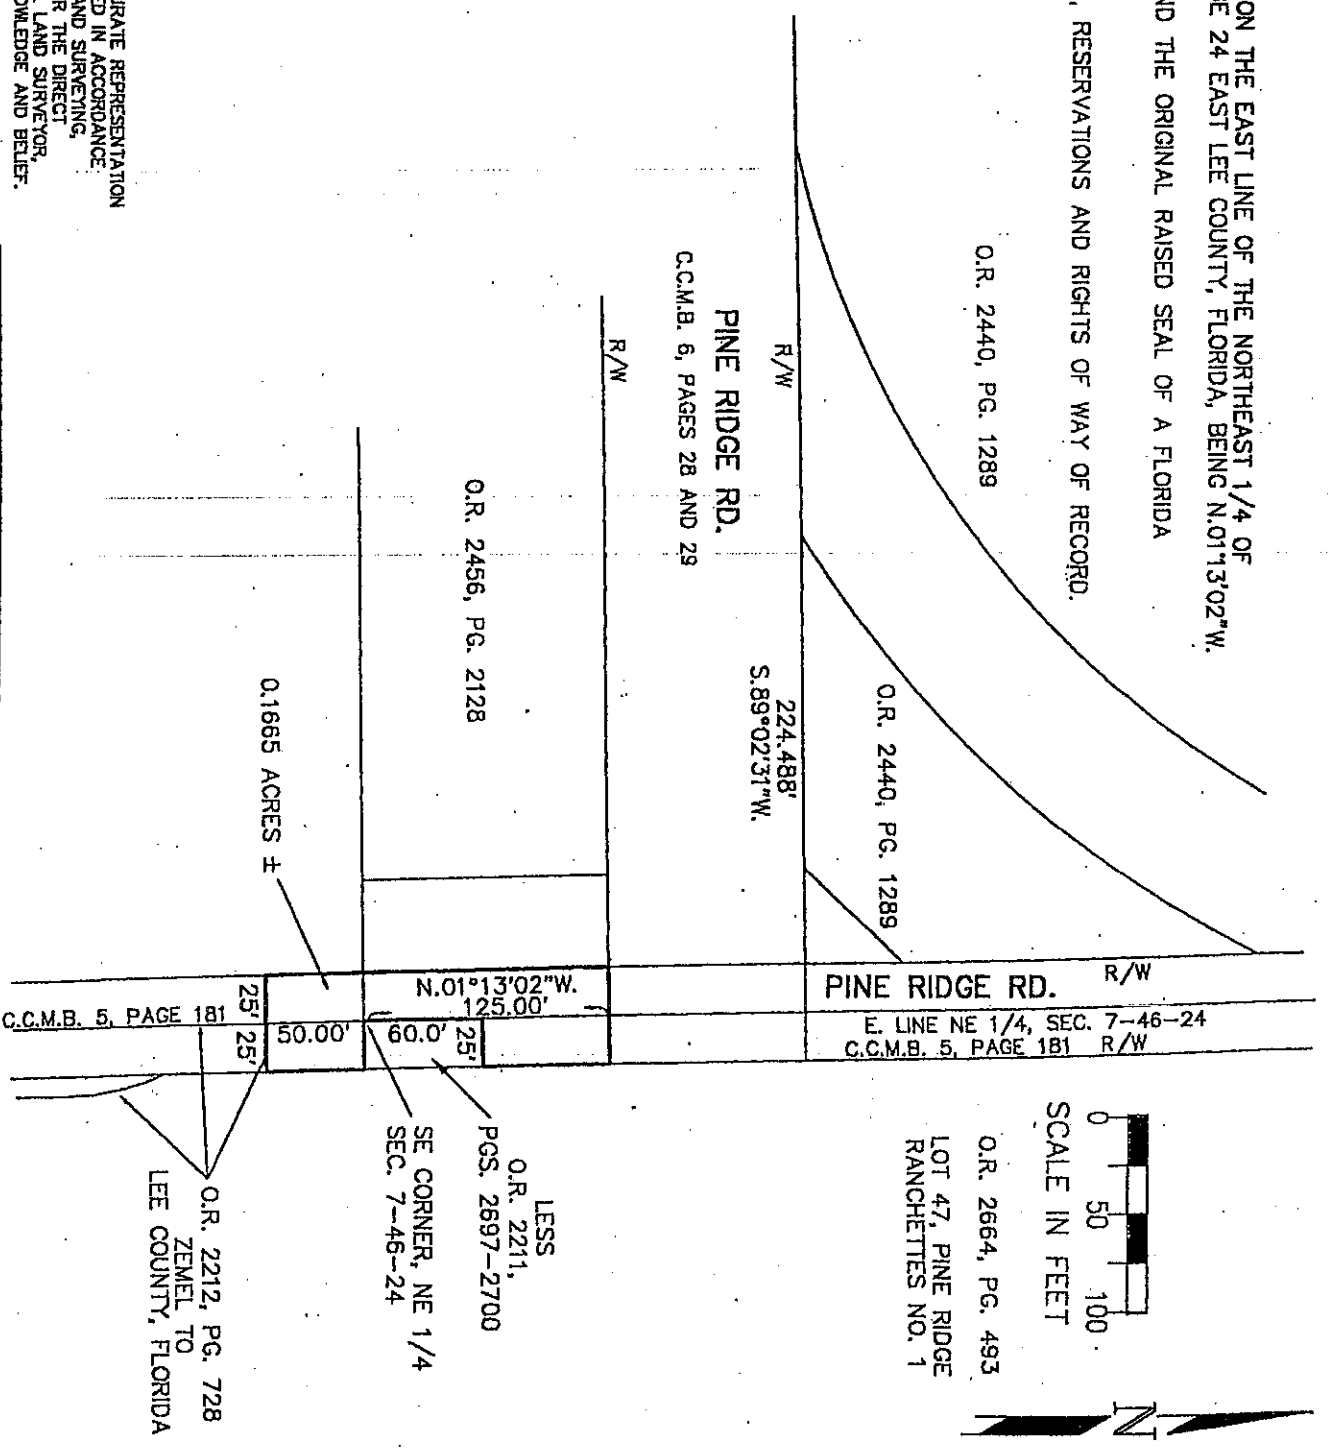 ON THE EAST LINE OF THE NORTHEAST 1/4 OF
E 24 EAST LEE COUNTY, FLORIDA, BEING N.01°13'02"W.
ND THE ORIGINAL RAISED SEAL OF A FLORIDA
, RESERVATIONS AND RIGHTS OF WAY OF RECORD.
O.R. 2440, PG. 1289
O.R. 2440, PG. 1289
R/W
224.488'
S.89°02'31"W.
PINE RIDGE RD.
C.C.M.B. 6, PAGES 28 AND 29
R/W
O.R. 2456, PG. 2128
0.1665 ACRES ±
URATE REPRESENTATION
ED IN ACCORDANCE
AND SURVEYING,
R THE DIRECT
LAND SURVEYOR,
OWLEDGE AND BELIEF.
PINE RIDGE RD.
R/W
E. LINE NE 1/4, SEC. 7-46-24
C.C.M.B. 5, PAGE 181 R/W
N.01°13'02"W.
125.00'
60.0'
25'
50.00'
25'
25'
C.C.M.B. 5, PAGE 181
SCALE IN FEET
0 50 100
O.R. 2664, PG. 493
LOT 47, PINE RIDGE
RANCHETTES NO. 1
LESS
O.R. 2211,
PGS. 2697-2700
SE CORNER, NE 1/4
SEC. 7-46-24
O.R. 2212, PG. 728
ZEMEL TO
LEE COUNTY, FLORIDA
N